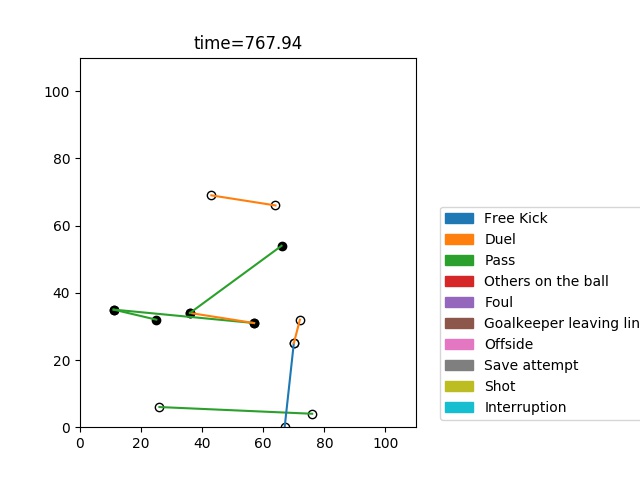 time=767.94
100
80
60
40
20
0
0 20 40 60 80 100
Free Kick
Duel
Pass
Others on the ball
Foul
Goalkeeper leaving lin
Offside
Save attempt
Shot
Interruption